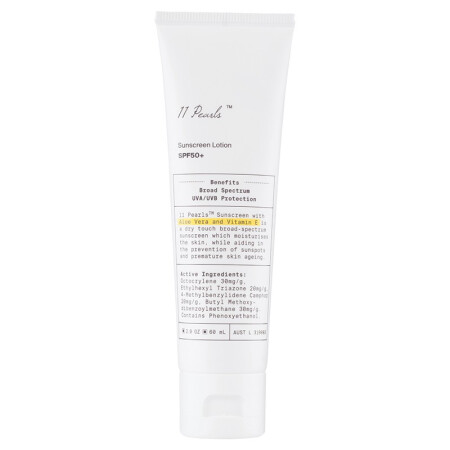 11 Pearls™
Sunscreen Lotion
SPF50+
Benefits
Broad Spectrum
UVA/UVB Protection
11 Pearls™ Sunscreen with
Aloe Vera and Vitamin E is
a dry touch broad-spectrum
sunscreen which moisturises
the skin, while aiding in
the prevention of sunspots
and premature skin ageing
Active Ingredients:
Octocrylene 30mg/g,
Ethylhexyl Triazone 20mg/g,
4-Methylbenzylidene Camphor
mg/g, Butyl Methoxy-
dibenzoylmethane 30mg/g
Contains Phenoxyethanol.
OZ 60 mL
AUST L